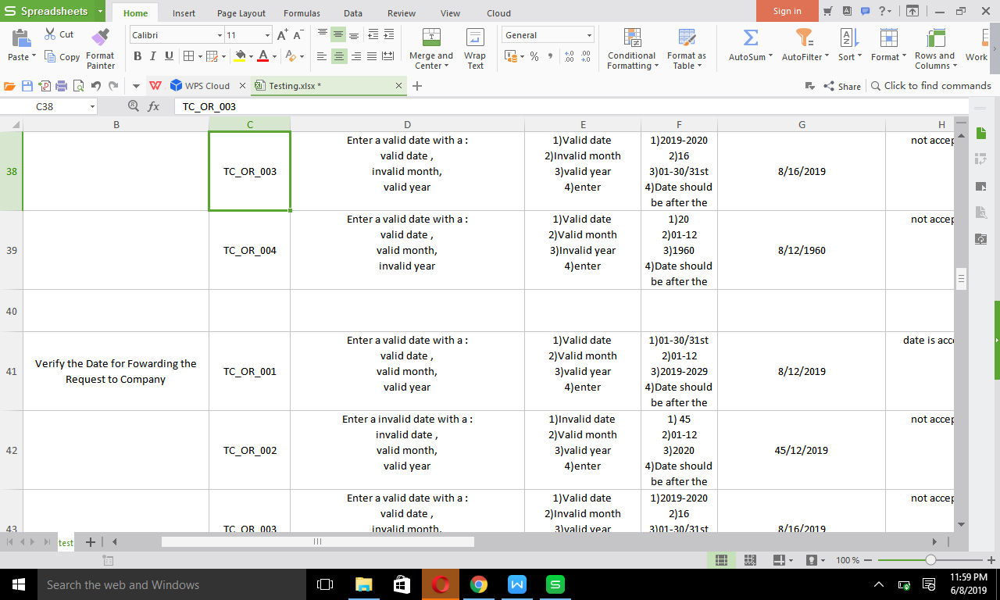 Spreadsheets
Home
Insert
Page Layout
Formulas
Data
Review
View
Cloud
Sign in
?
Paste
Cut
Copy
Format
Painter
Calibri
11
A+
A-
B
I
U
A
Merge and
Center
Wrap
Text
General
%
Conditional
Formatting
Format as
Table
AutoSum
AutoFilter
Sort
Format
Rows and
Columns
Work
WPS Cloud
Testing.xlsx *
Share
Click to find commands
C38
fx
TC_OR_003
B
C
D
E
F
G
H
38
TC_OR_003
Enter a valid date with a :
valid date ,
invalid month,
valid year
1)Valid date
2)Invalid month
3)valid year
4)enter
1)2019-2020
2)16
3)01-30/31st
4)Date should
be after the
8/16/2019
not accep
39
TC_OR_004
Enter a valid date with a :
valid date ,
valid month,
invalid year
1)Valid date
2)Valid month
3)Invalid year
4)enter
1)20
2)01-12
3)1960
4)Date should
be after the
8/12/1960
not accep
40
41
Verify the Date for Fowarding the
Request to Company
TC_OR_001
Enter a valid date with a :
valid date ,
valid month,
valid year
1)Valid date
2)Valid month
3)valid year
4)enter
1)01-30/31st
2)01-12
3)2019-2029
4)Date should
be after the
8/12/2019
date is acc
42
TC_OR_002
Enter a invalid date with a :
invalid date ,
valid month,
valid year
1)Invalid date
2)Valid month
3)valid year
4)enter
1) 45
2)01-12
3)2020
4)Date should
be after the
45/12/2019
not accep
43
TC_OR_003
Enter a valid date with a :
valid date ,
invalid month,
1)Valid date
2)Invalid month
3)valid year
1)2019-2020
2)16
3)01-30/31st
8/16/2019
not accep
test
100 %
Search the web and Windows
11:59 PM
6/8/2019